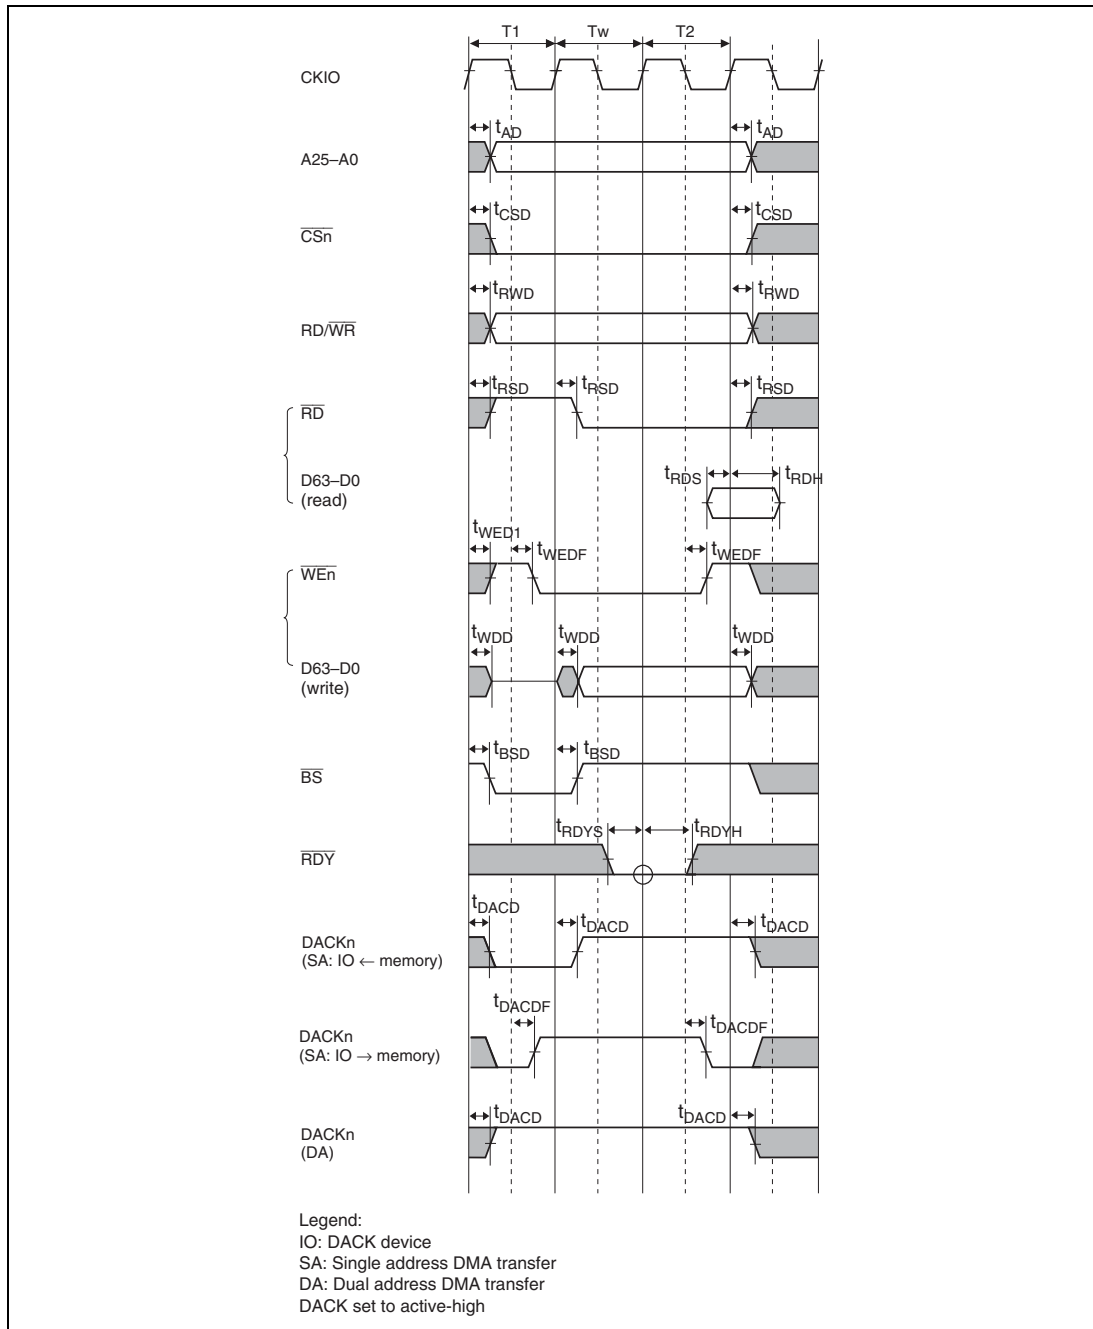 T1 Tw T2
CKIO
tAD tAD
A25–A0
tCSD tCSD
CSn
tRWD tRWD
RD/WR
tRSD tRSD tRSD
RD
tRDS tRDH
D63–D0
(read)
tWED1 tWEDF tWEDF
WEn
tWDD tWDD tWDD
D63–D0
(write)
tBSD tBSD
BS
tRDYS tRDYH
RDY
tDACD tDACD tDACD
DACKn
(SA: IO ← memory)
tDACDF tDACDF
DACKn
(SA: IO → memory)
tDACD tDACD
DACKn
(DA)
Legend:
IO: DACK device
SA: Single address DMA transfer
DA: Dual address DMA transfer
DACK set to active-high